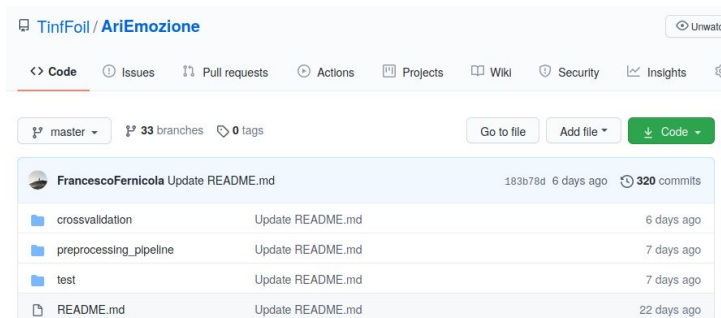 TinfFoil / AriEmozione
Unwatc
<> Code Issues Pull requests Actions Projects Wiki Security Insights
master 33 branches 0 tags Go to file Add file Code
FrancescoFernicola Update README.md 183b78d 6 days ago 320 commits
crossvalidation Update README.md 6 days ago
preprocessing_pipeline Update README.md 7 days ago
test Update README.md 7 days ago
README.md Update README.md 22 days ago